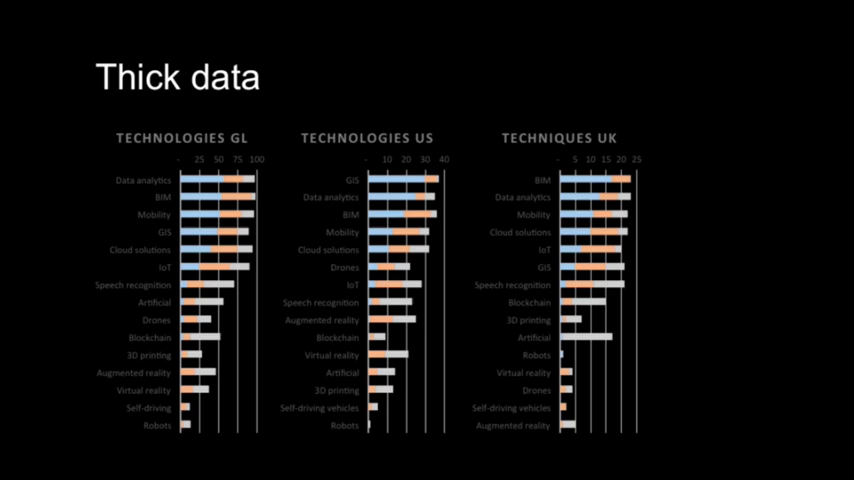 Thick data
TECHNOLOGIES GL
- 25 50 75 100
Data analytics
BIM
Mobility
GIS
Cloud solutions
IoT
Speech recognition
Artificial
Drones
Blockchain
3D printing
Augmented reality
Virtual reality
Self-driving
Robots
TECHNOLOGIES US
- 10 20 30 40
GIS
Data analytics
BIM
Mobility
Cloud solutions
Drones
IoT
Speech recognition
Augmented reality
Blockchain
Virtual reality
Artificial
3D printing
Self-driving vehicles
Robots
TECHNIQUES UK
- 5 10 15 20 25
BIM
Data analytics
Mobility
Cloud solutions
IoT
GIS
Speech recognition
Blockchain
3D printing
Artificial
Robots
Virtual reality
Drones
Self-driving vehicles
Augmented reality